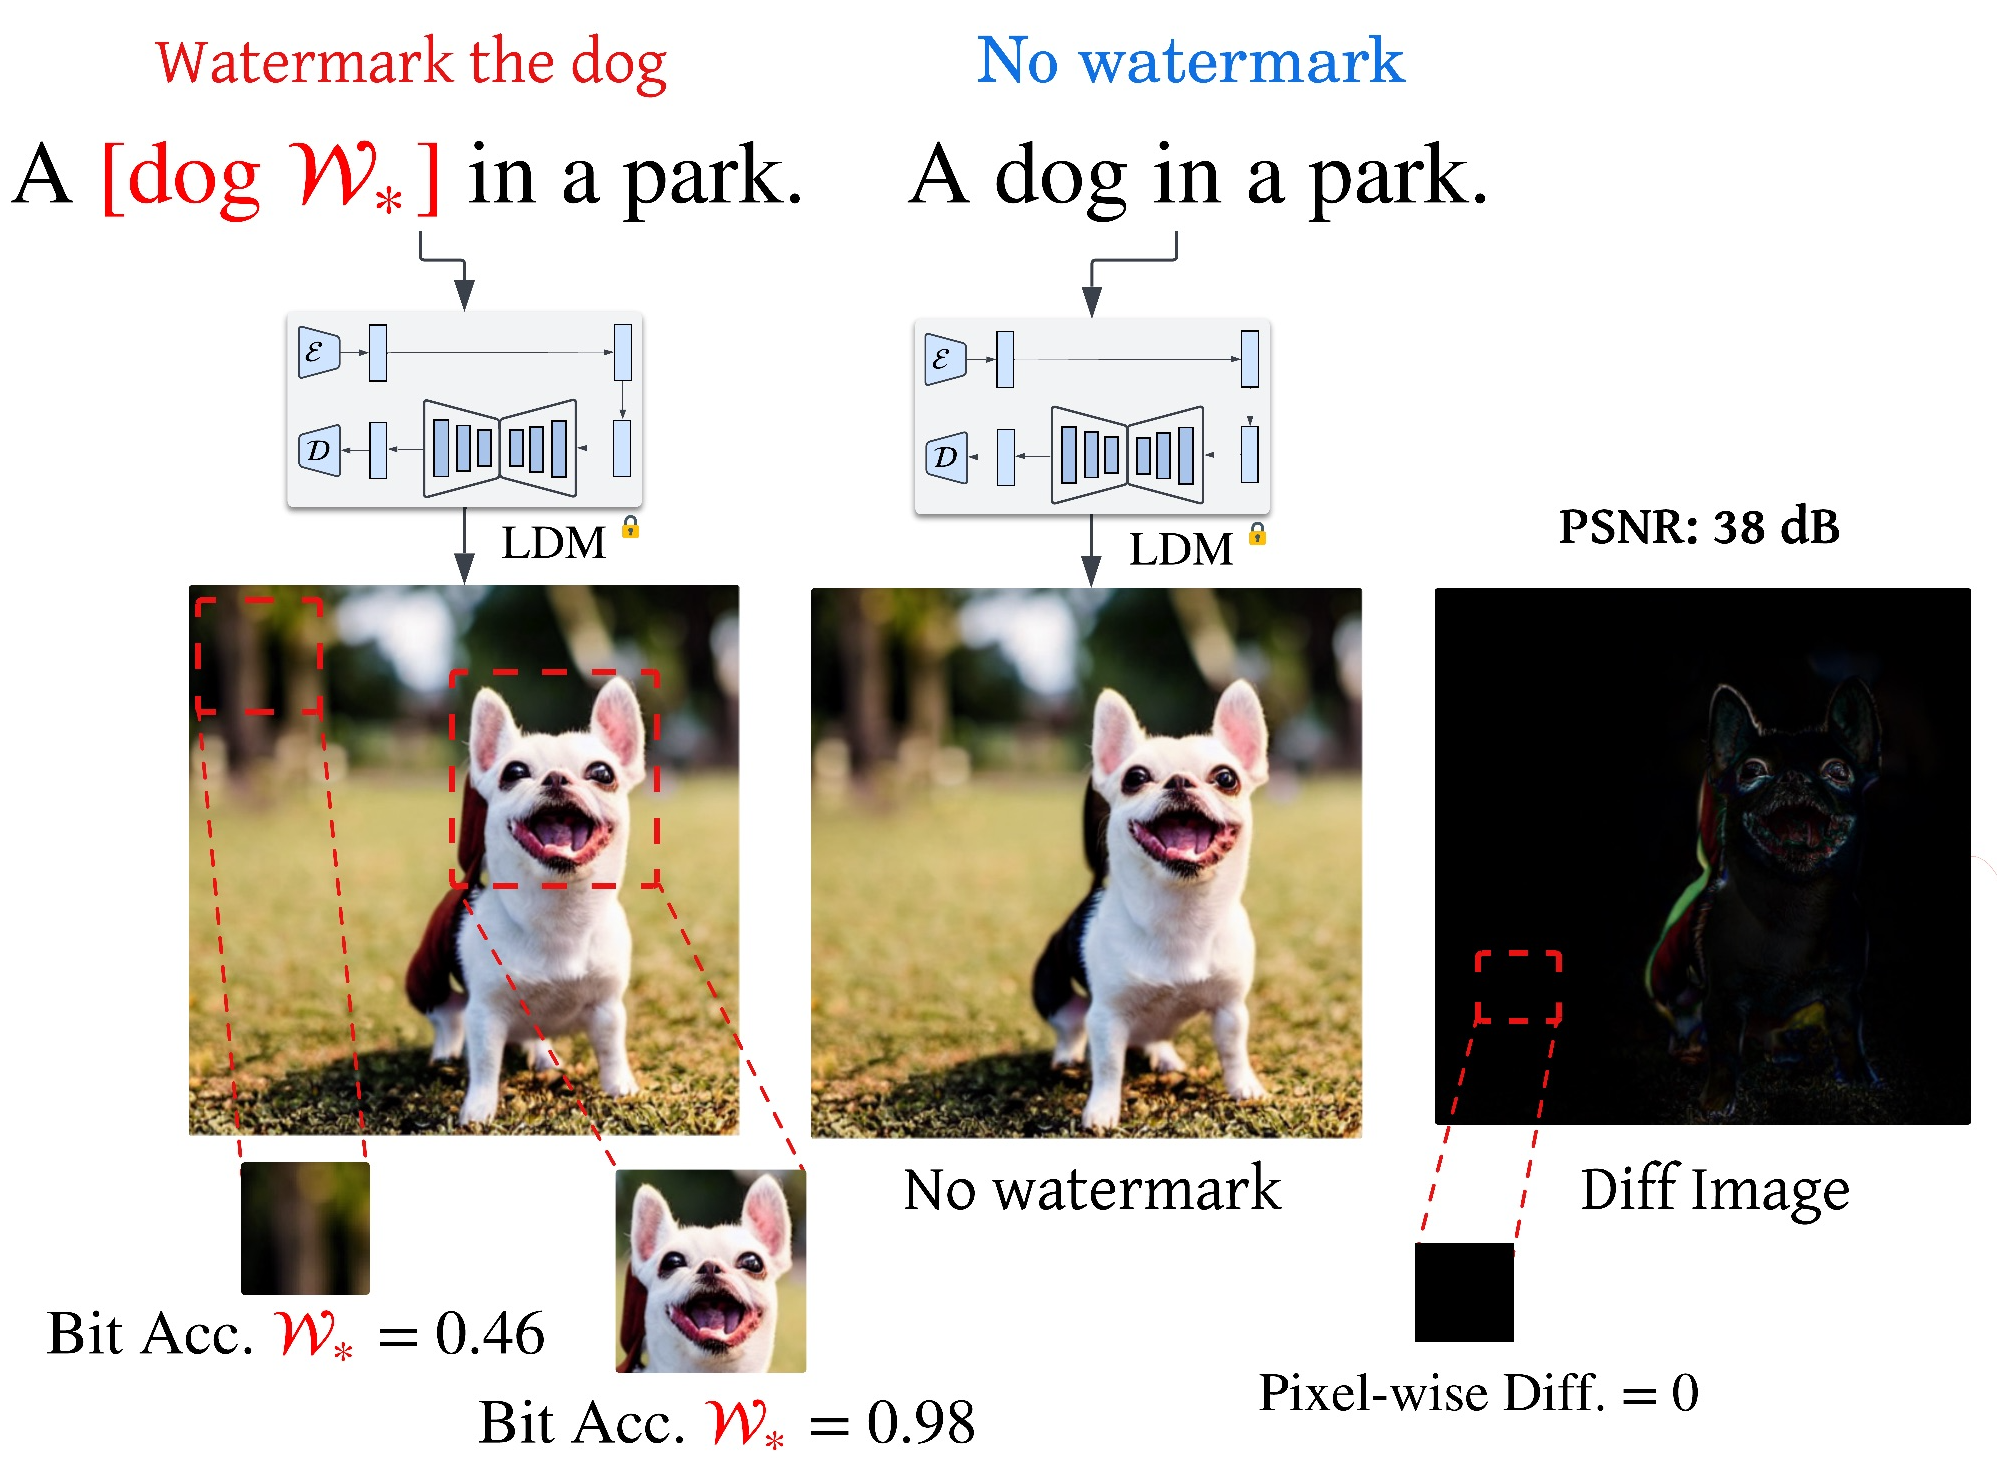 Watermark the dog
No watermark
A [dog 𝒲* ] in a park.
A dog in a park.
ℰ
𝒟
LDM
ℰ
𝒟
LDM
PSNR: 38 dB
No watermark
Diff Image
Bit Acc. 𝒲* = 0.46
Bit Acc. 𝒲* = 0.98
Pixel-wise Diff. = 0